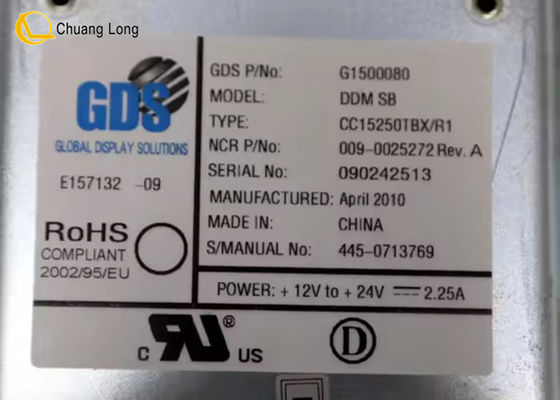 Chuang Long
GDS
GLOBAL DISPLAY SOLUTIONS
E157132 -09
RoHS
COMPLIANT
2002/95/EU
GDS P/No: G1500080
MODEL: DDM SB
TYPE: CC15250TBX/R1
NCR P/No: 009-0025272 Rev. A
SERIAL No: 090242513
MANUFACTURED: April 2010
MADE IN: CHINA
S/MANUAL No: 445-0713769
POWER: + 12V to + 24V ⎓ 2.25A
c RU ® US
D